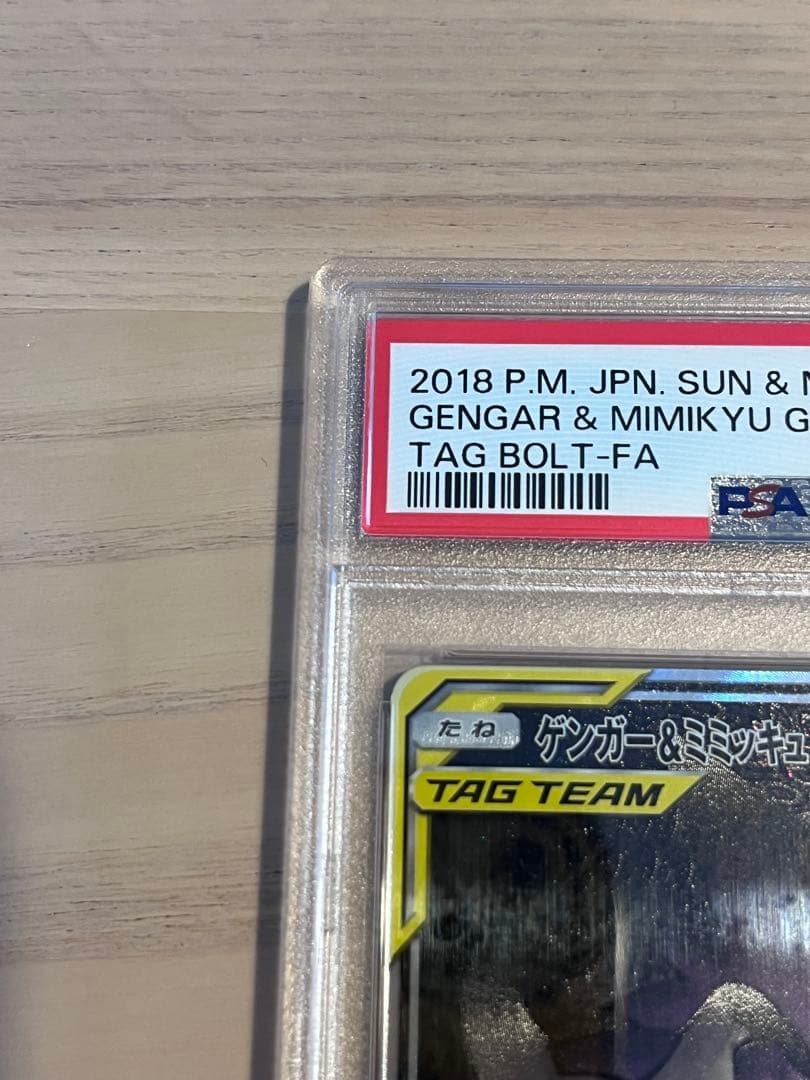 2018 P.M. JPN. SUN & M
GENGAR & MIMIKYU G
TAG BOLT-FA
PSA
たね
ゲンガー&ミミッキュ
TAG TEAM